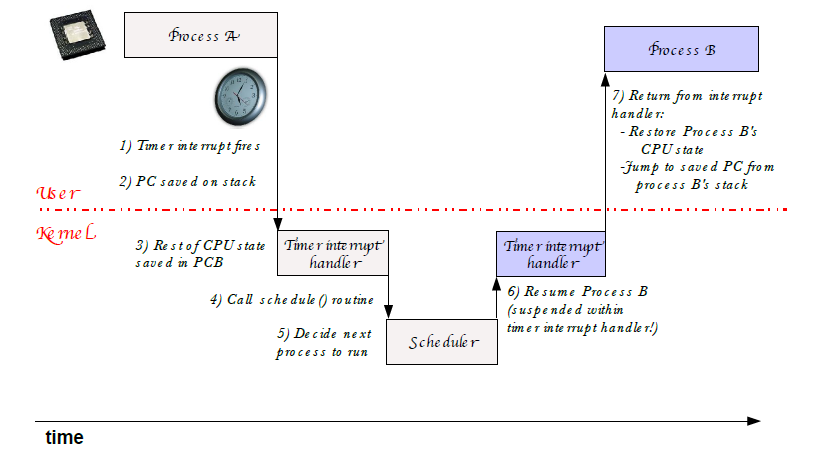 Process A
Process B
1) Timer interrupt fires
2) PC saved on stack
7) Return from interrupt
handler:
- Restore Process B's
CPU state
-Jump to saved PC from
process B's stack
User
Kernel
3) Rest of CPU state
saved in PCB
Timer interrupt
handler
Timer interrupt
handler
4) Call schedule() routine
5) Decide next
process to run
Scheduler
6) Resume Process B
(suspended within
timer interrupt handler!)
time